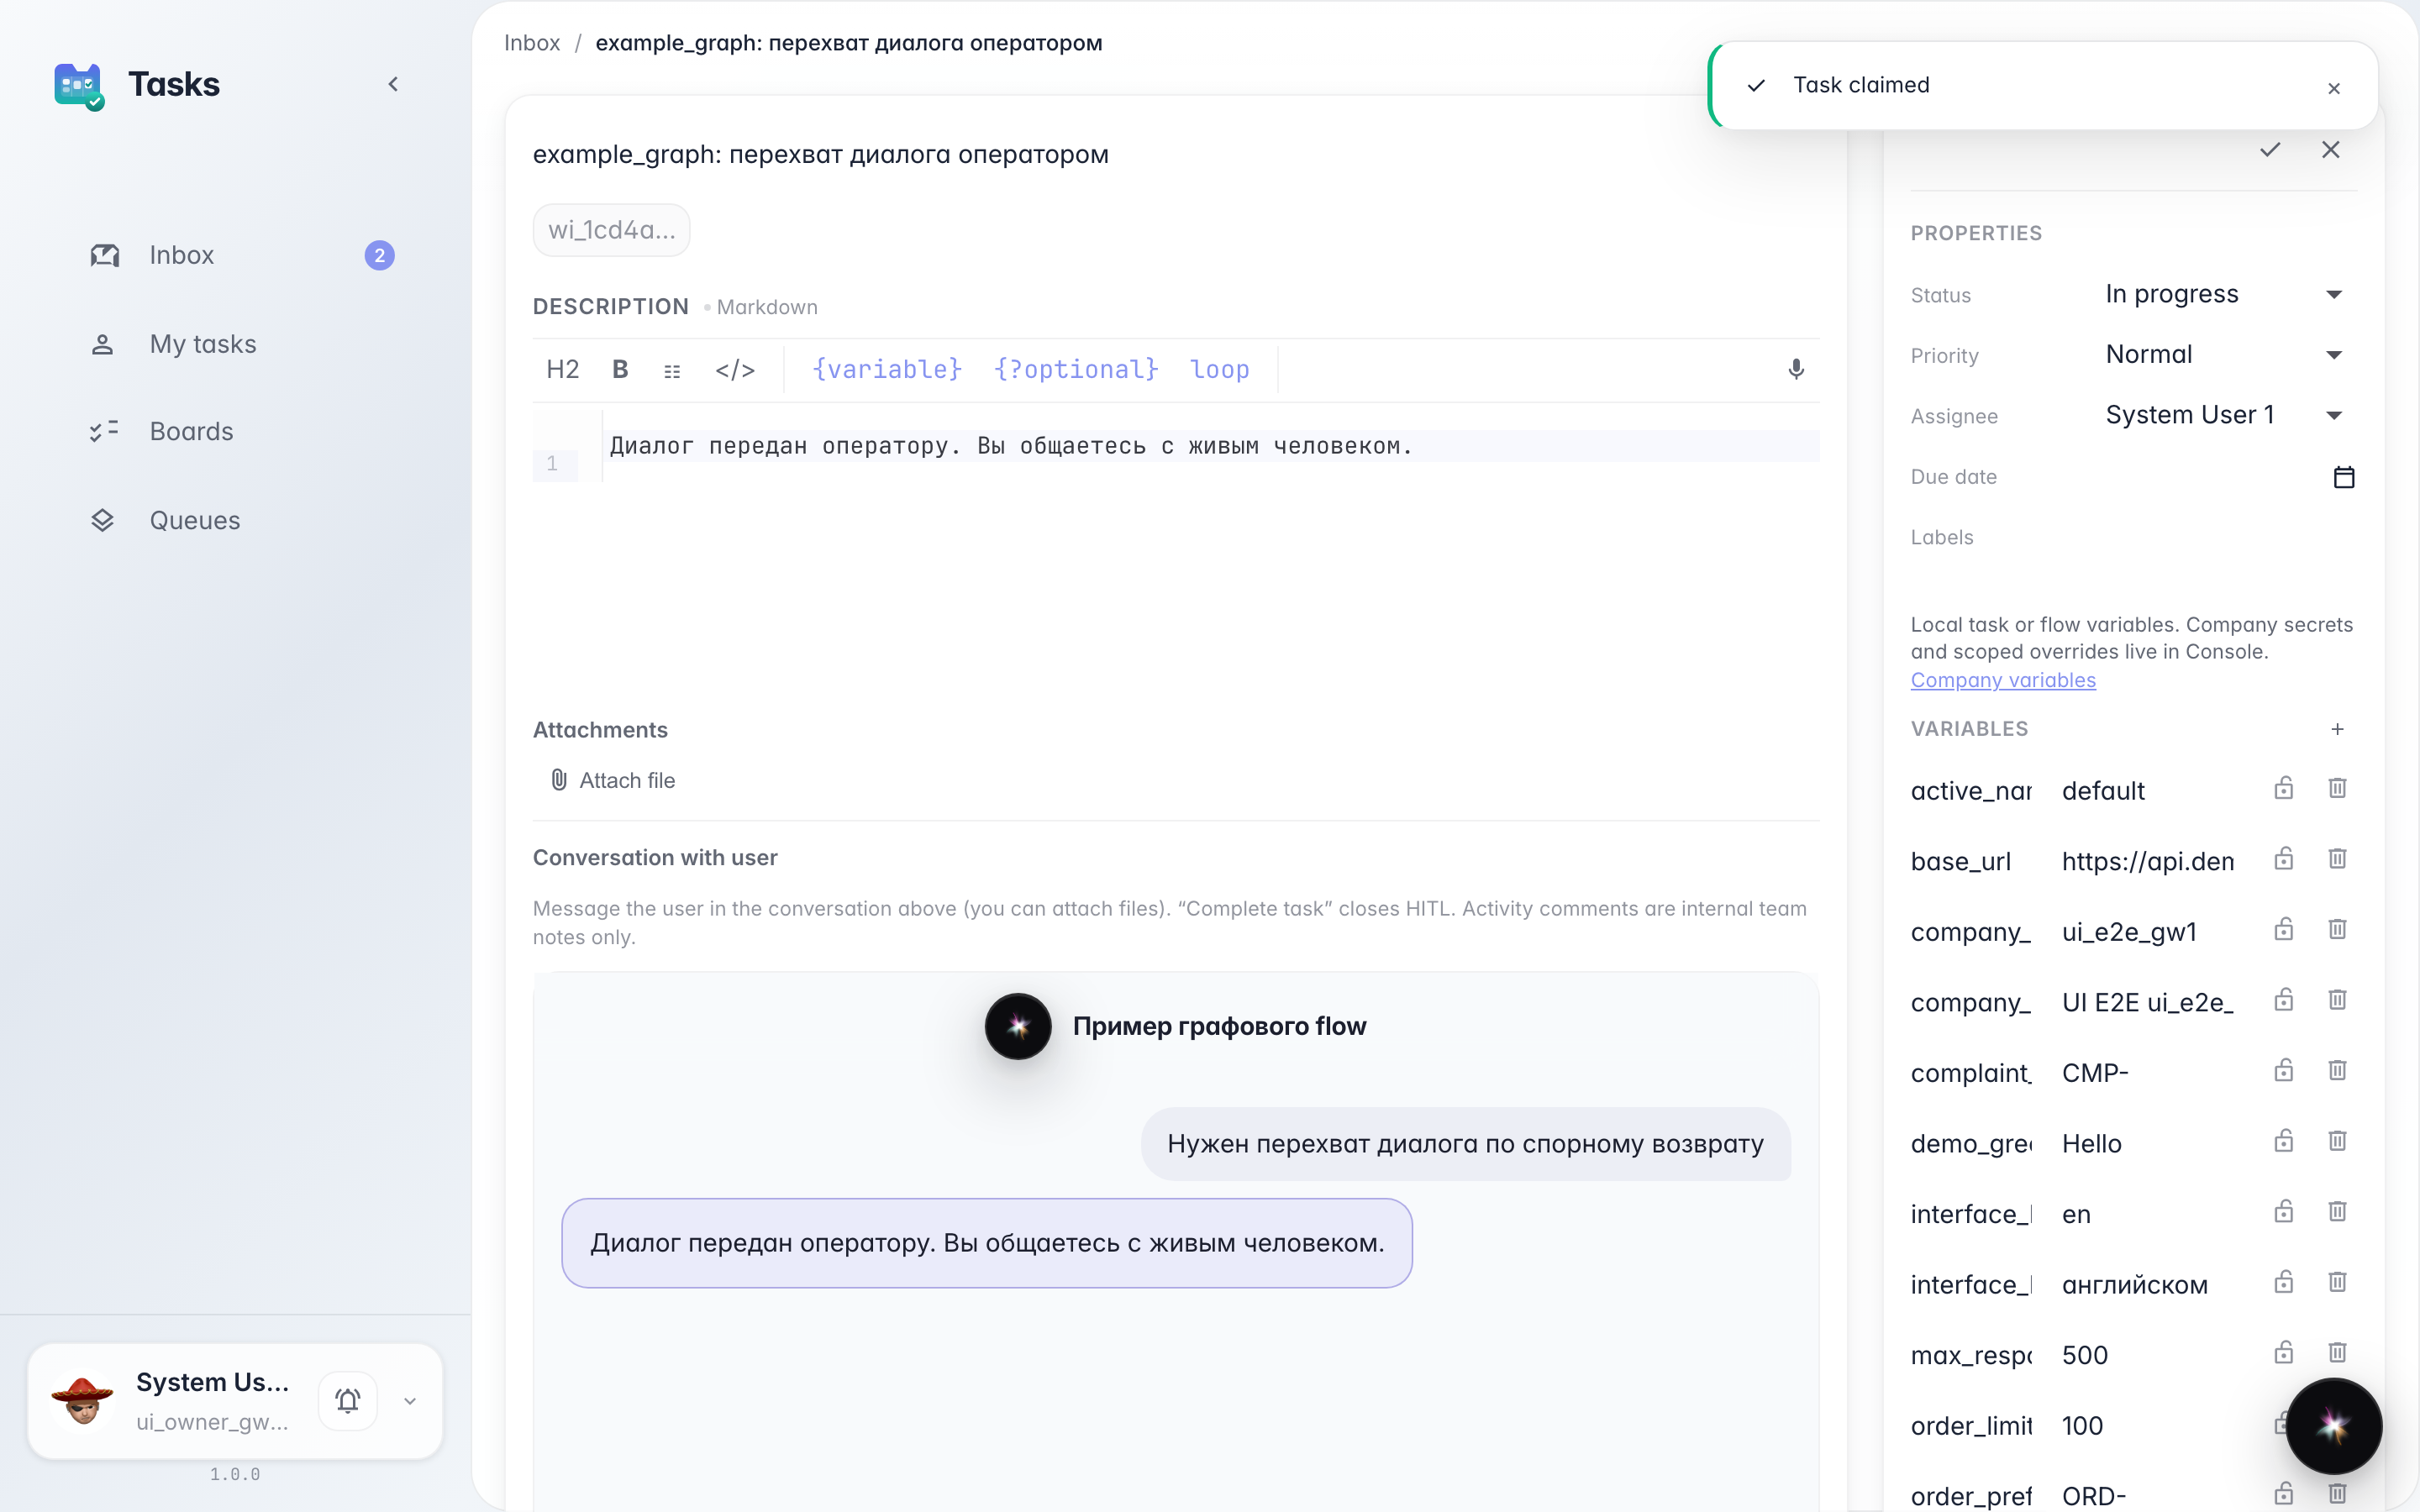 Tasks
Inbox 2
My tasks
Boards
Queues
System Us...
ui_owner_gw...
1.0.0
Inbox / example_graph: перехват диалога оператором
Task claimed
example_graph: перехват диалога оператором
wi_1cd4a...
DESCRIPTION • Markdown
H2 B </> {variable} {?optional} loop
1 Диалог передан оператору. Вы общаетесь с живым человеком.
Attachments
Attach file
Conversation with user
Message the user in the conversation above (you can attach files). “Complete task” closes HITL. Activity comments are internal team
notes only.
Пример графового flow
Нужен перехват диалога по спорному возврату
Диалог передан оператору. Вы общаетесь с живым человеком.
PROPERTIES
Status In progress
Priority Normal
Assignee System User 1
Due date
Labels
Local task or flow variables. Company secrets
and scoped overrides live in Console.
Company variables
VARIABLES +
active_nar default
base_url https://api.den
company_ ui_e2e_gw1
company_ UI E2E ui_e2e_
complaint_ CMP-
demo_gree Hello
interface_l en
interface_l английском
max_respo 500
order_limit 100
order_pref ORD-